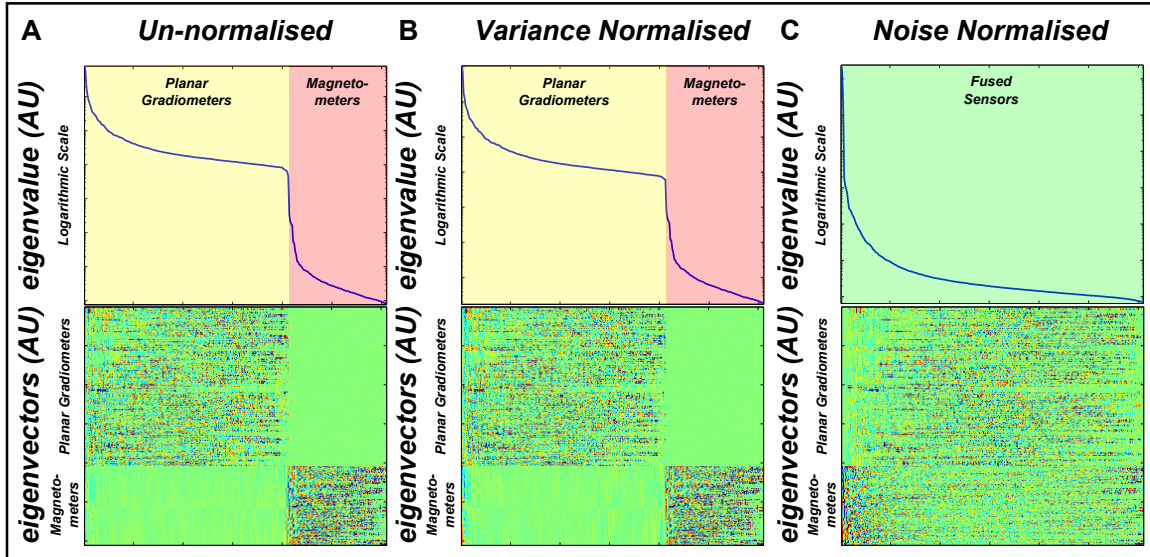 A Un-normalised
B Variance Normalised
C Noise Normalised
eigenvalue (AU)
Logarithmic Scale
Planar
Gradiometers
Magneto-
meters
eigenvalue (AU)
Logarithmic Scale
Planar
Gradiometers
Magneto-
meters
eigenvalue (AU)
Logarithmic Scale
Fused
Sensors
eigenvectors (AU)
Planar Gradiometers
Magneto-
meters
eigenvectors (AU)
Planar Gradiometers
Magneto-
meters
eigenvectors (AU)
Planar Gradiometers
Magneto-
meters